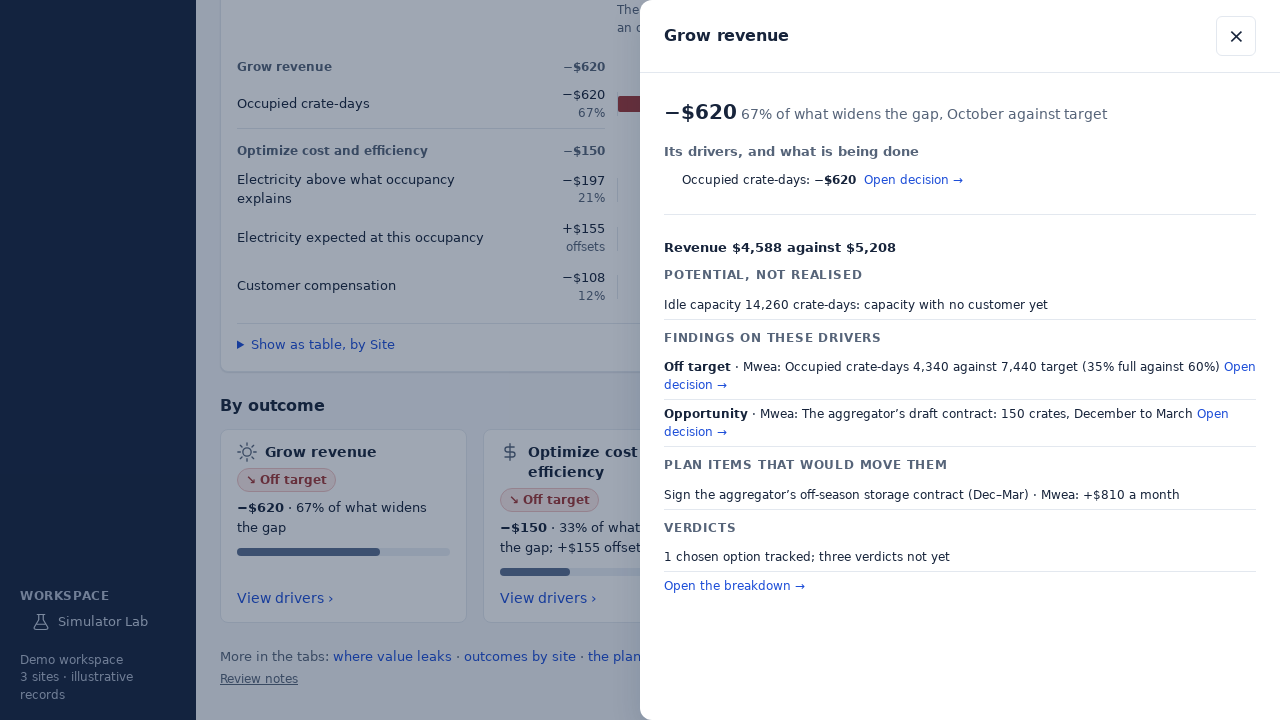 WORKSPACE
Simulator Lab
Demo workspace
3 sites · illustrative
records
The
an o
Grow revenue −$620
Occupied crate-days −$620
67%
Optimize cost and efficiency −$150
Electricity above what occupancy
explains
−$197
21%
Electricity expected at this occupancy +$155
offsets
Customer compensation −$108
12%
Show as table, by Site
By outcome
Grow revenue
↘ Off target
−$620 · 67% of what widens
the gap
View drivers ›
Optimize cost
efficiency
↘ Off target
−$150 · 33% of what
the gap; +$155 offset
View drivers ›
More in the tabs: where value leaks · outcomes by site · the plan
Review notes
Grow revenue
−$620 67% of what widens the gap, October against target
Its drivers, and what is being done
Occupied crate-days: −$620 Open decision →
Revenue $4,588 against $5,208
POTENTIAL, NOT REALISED
Idle capacity 14,260 crate-days: capacity with no customer yet
FINDINGS ON THESE DRIVERS
Off target · Mwea: Occupied crate-days 4,340 against 7,440 target (35% full against 60%) Open
decision →
Opportunity · Mwea: The aggregator’s draft contract: 150 crates, December to March Open
decision →
PLAN ITEMS THAT WOULD MOVE THEM
Sign the aggregator’s off-season storage contract (Dec–Mar) · Mwea: +$810 a month
VERDICTS
1 chosen option tracked; three verdicts not yet
Open the breakdown →